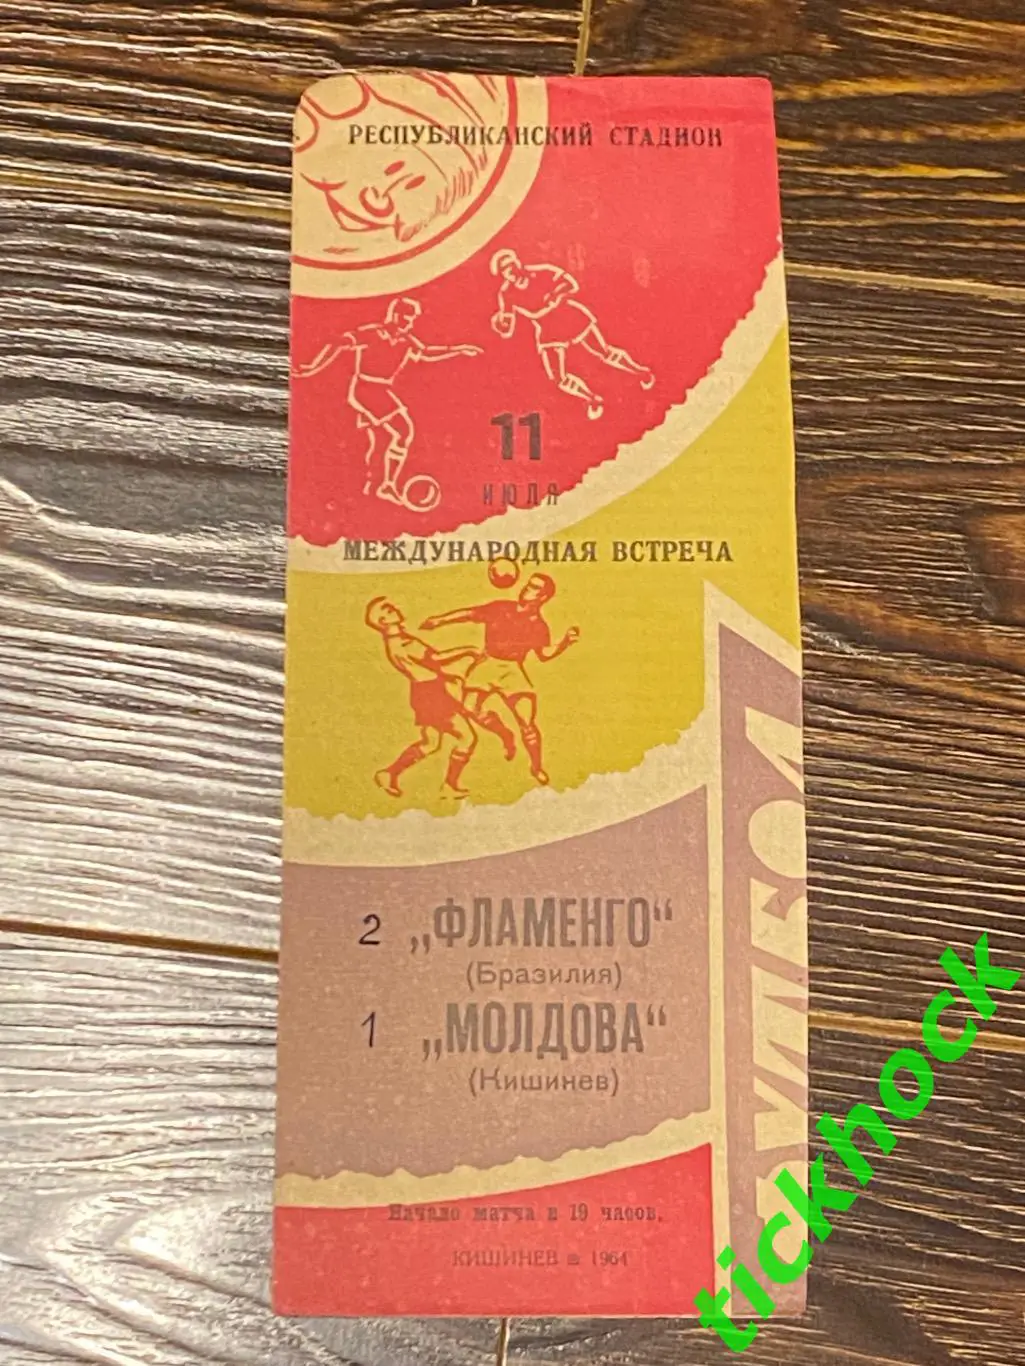 РЕСПУБЛИКАНСКИЙ СТАДИОН
11
ИЮЛЯ
МЕЖДУНАРОДНАЯ ВСТРЕЧА
2 „ФЛАМЕНГО“
(Бразилия)
1 „МОЛДОВА“
(Кишинев)
Начало матча в 19 часов.
КИШИНЕВ 1964
tickhock